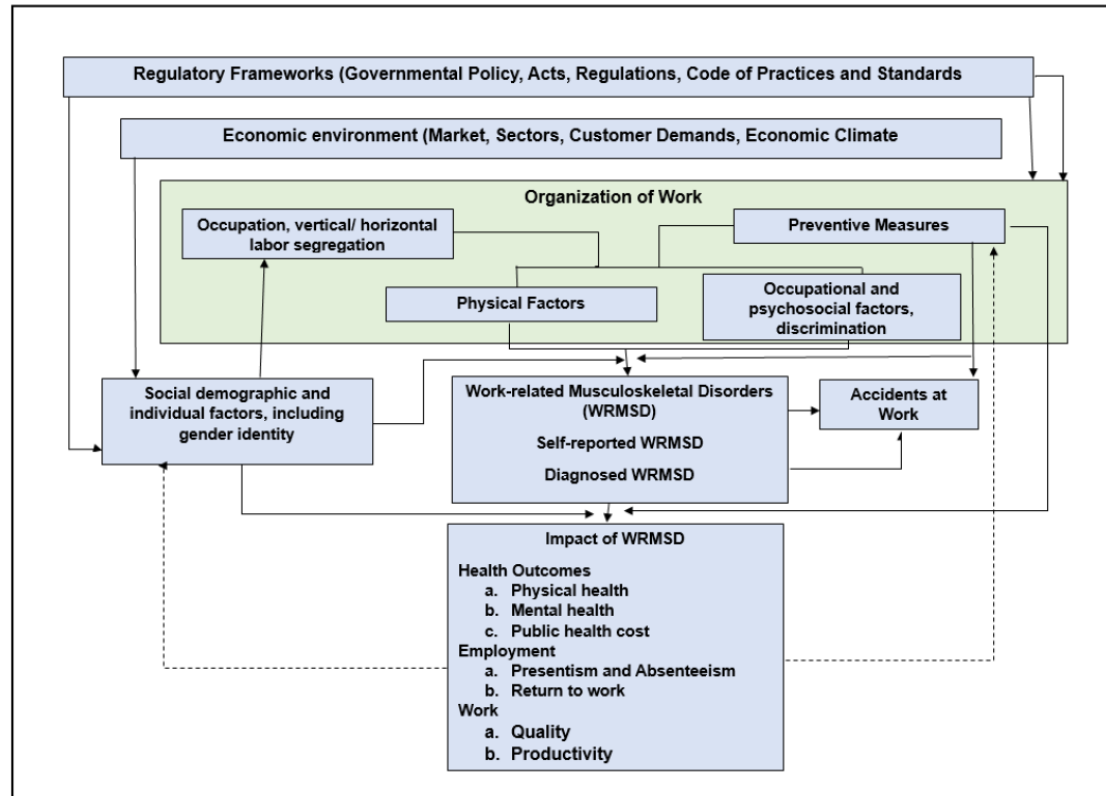 Regulatory Frameworks (Governmental Policy, Acts, Regulations, Code of Practices and Standards
Economic environment (Market, Sectors, Customer Demands, Economic Climate
Organization of Work
Occupation, vertical/ horizontal
labor segregation
Preventive Measures
Physical Factors
Occupational and
psychosocial factors,
discrimination
Social demographic and
individual factors, including
gender identity
Work-related Musculoskeletal Disorders
(WRMSD)
Self-reported WRMSD
Diagnosed WRMSD
Accidents at
Work
Impact of WRMSD
Health Outcomes
a. Physical health
b. Mental health
c. Public health cost
Employment
a. Presentism and Absenteeism
b. Return to work
Work
a. Quality
b. Productivity